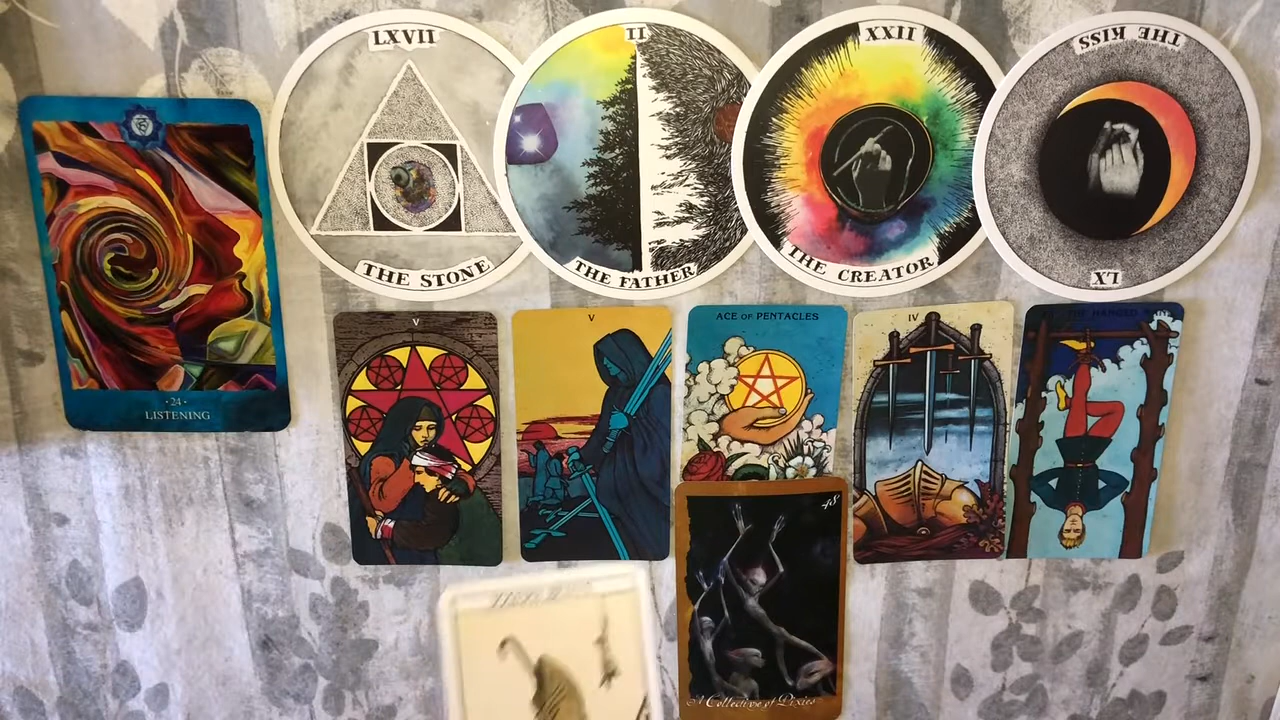 LXVII
THE STONE
II
THE FATHER
XXII
THE CREATOR
THE KISS
LX
·24·
LISTENING
V
V
ACE OF PENTACLES
IV
THE HANGED
48
A Collective of Pixies